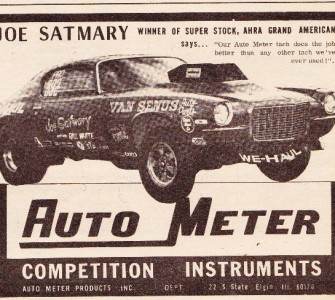 JOE SATMARY WINNER OF SUPER STOCK, AHRA GRAND AMERICAN
says... "Our Auto Meter tach does the job
better than any other tach we've
ever used!".
VAN SENUS
Joe Satmary
WE-HAUL
AUTO METER
COMPETITION INSTRUMENTS
AUTO METER PRODUCTS INC. DEPT. 22 S State Elgin, Ill. 60120